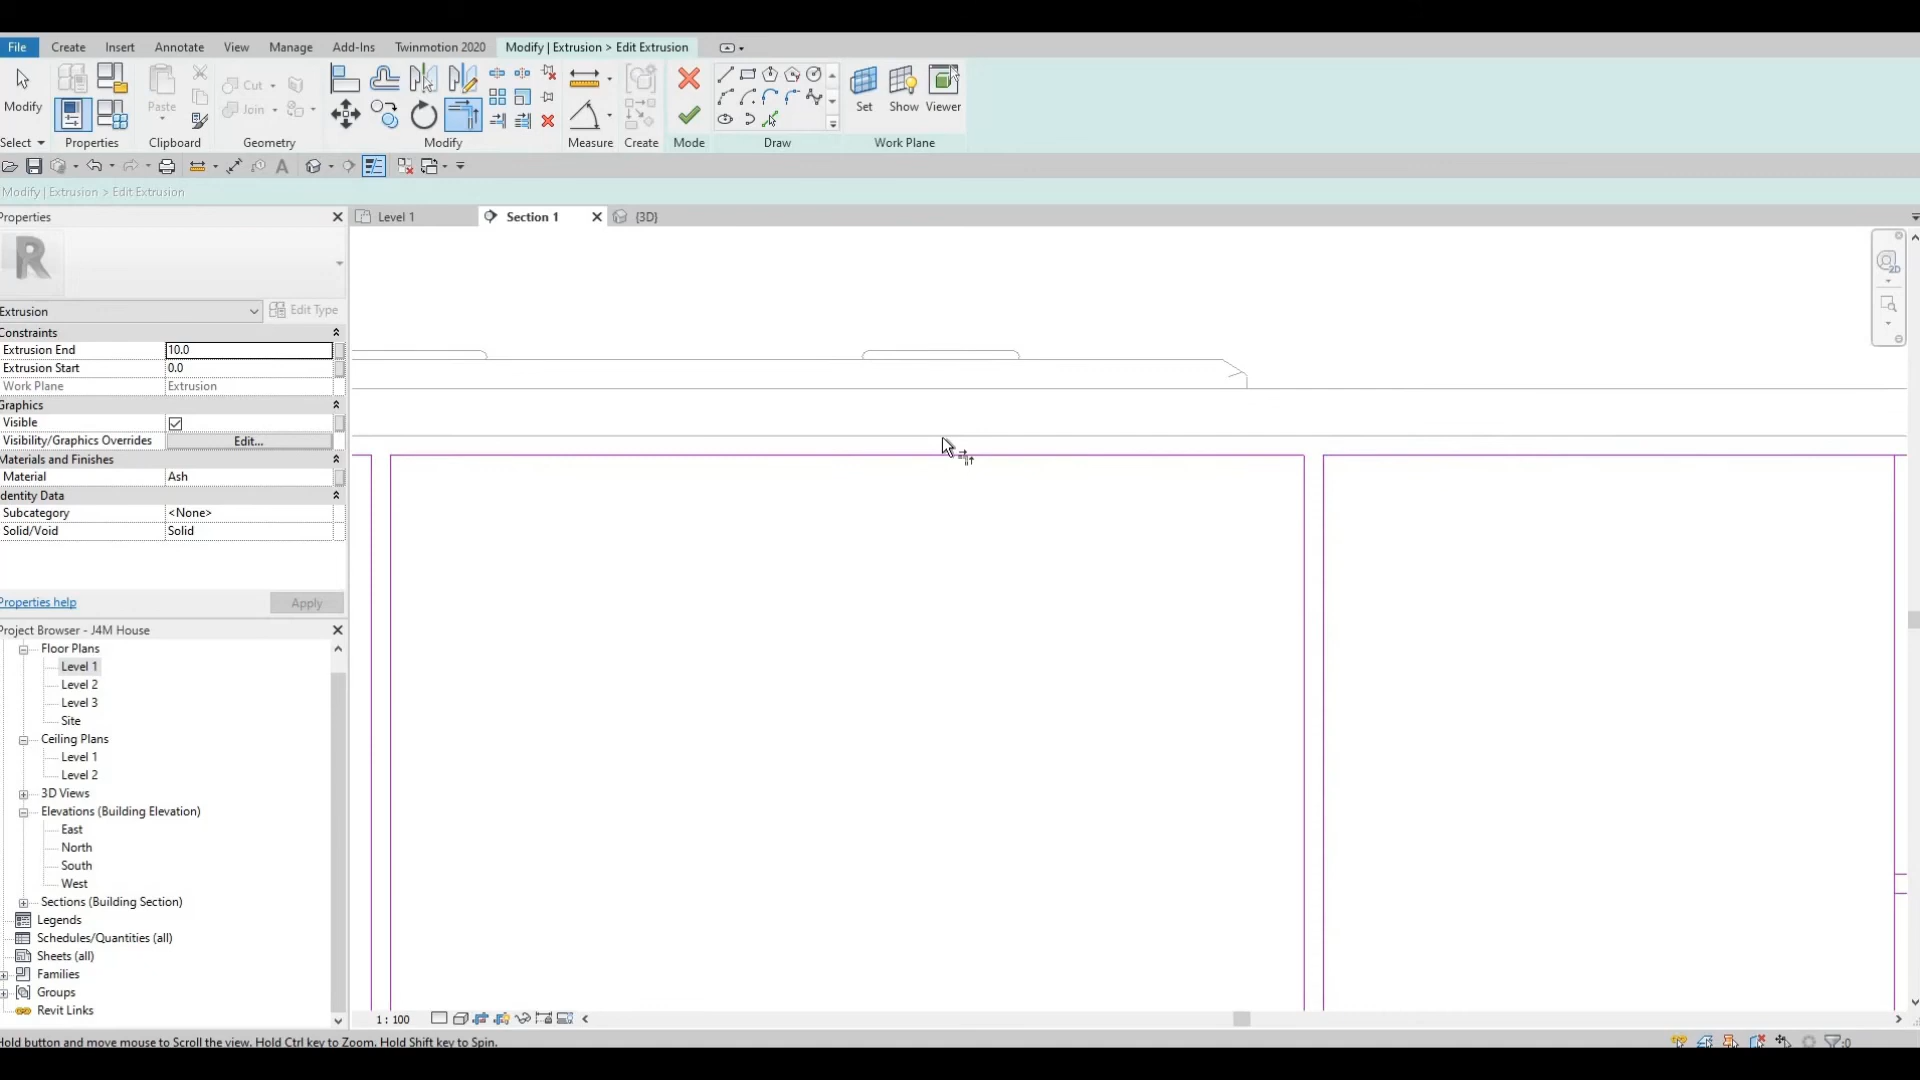 File Create Insert Annotate View Manage Add-Ins Twinmotion 2020 Modify | Extrusion > Edit Extrusion
Modify Paste Cut Join Set Show Viewer
Select Properties Clipboard Geometry Modify Measure Create Mode Draw Work Plane
Modify | Extrusion > Edit Extrusion
Properties
Level 1 Section 1 {3D}
R
Extrusion Edit Type
Constraints
Extrusion End 10.0
Extrusion Start 0.0
Work Plane Extrusion
Graphics
Visible
Visibility/Graphics Overrides Edit...
Materials and Finishes
Material Ash
dentity Data
Subcategory <None>
Solid/Void Solid
Properties help Apply
Project Browser - J4M House
Floor Plans
Level 1
Level 2
Level 3
Site
Ceiling Plans
Level 1
Level 2
3D Views
Elevations (Building Elevation)
East
North
South
West
Sections (Building Section)
Legends
Schedules/Quantities (all)
Sheets (all)
Families
Groups
Revit Links
1 : 100
Hold button and move mouse to Scroll the view. Hold Ctrl key to Zoom. Hold Shift key to Spin.
:0
2D